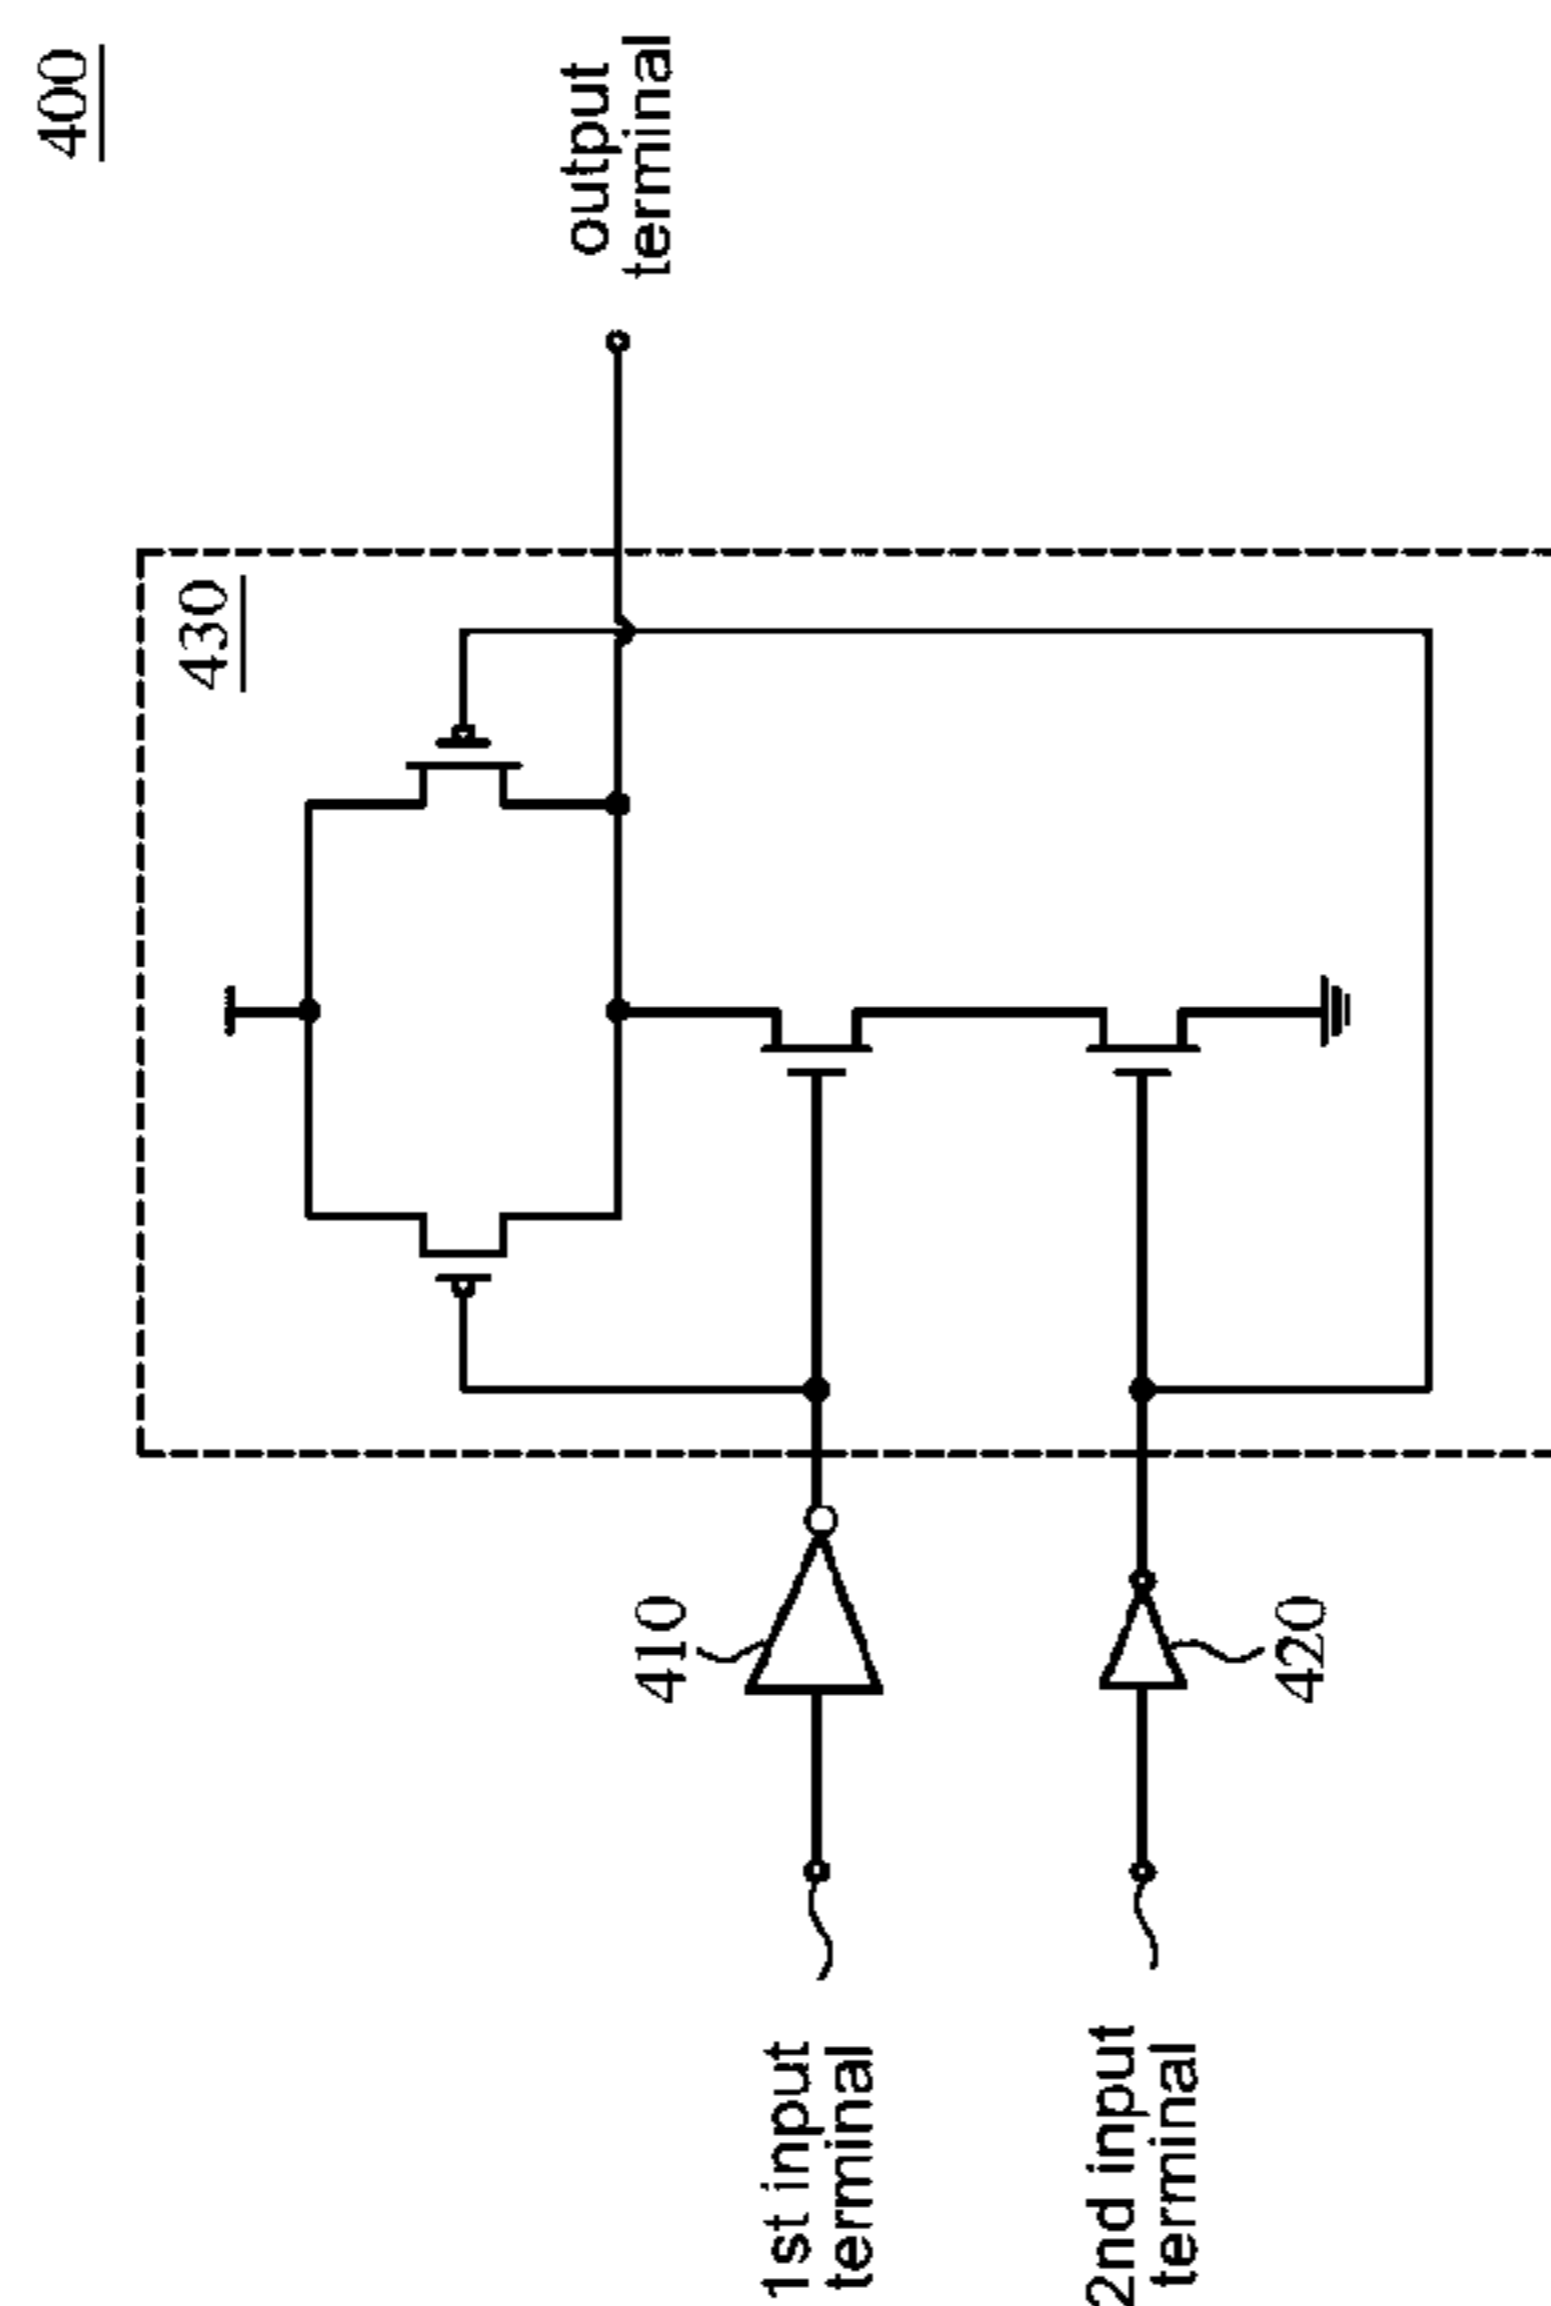 400
430
output
terminal
410
420
1st input
terminal
2nd input
terminal